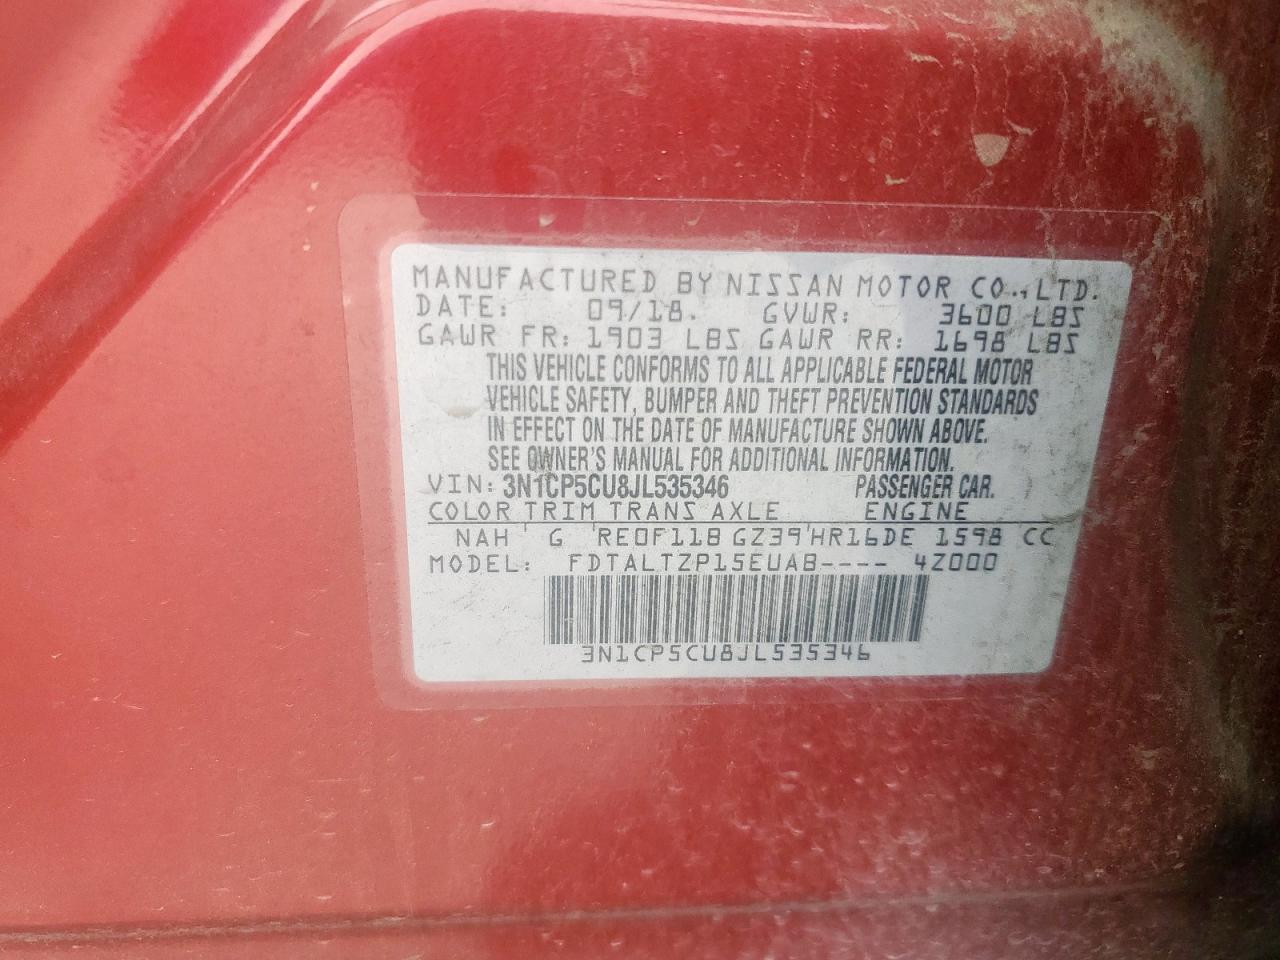 MANUFACTURED BY NISSAN MOTOR CO.,LTD.
DATE: 09/18. GVWR: 3600 LBS
GAWR FR: 1903 LBS GAWR RR: 1698 LBS
THIS VEHICLE CONFORMS TO ALL APPLICABLE FEDERAL MOTOR
VEHICLE SAFETY, BUMPER AND THEFT PREVENTION STANDARDS
IN EFFECT ON THE DATE OF MANUFACTURE SHOWN ABOVE.
SEE OWNER'S MANUAL FOR ADDITIONAL INFORMATION.
VIN: 3N1CP5CU8JL535346 PASSENGER CAR.
COLOR TRIM TRANS AXLE ENGINE
NAH G RE0F11B GZ39 HR16DE 1598 CC
MODEL: FDTALTZP15EUAB---- 4Z000
3N1CP5CU8JL535346